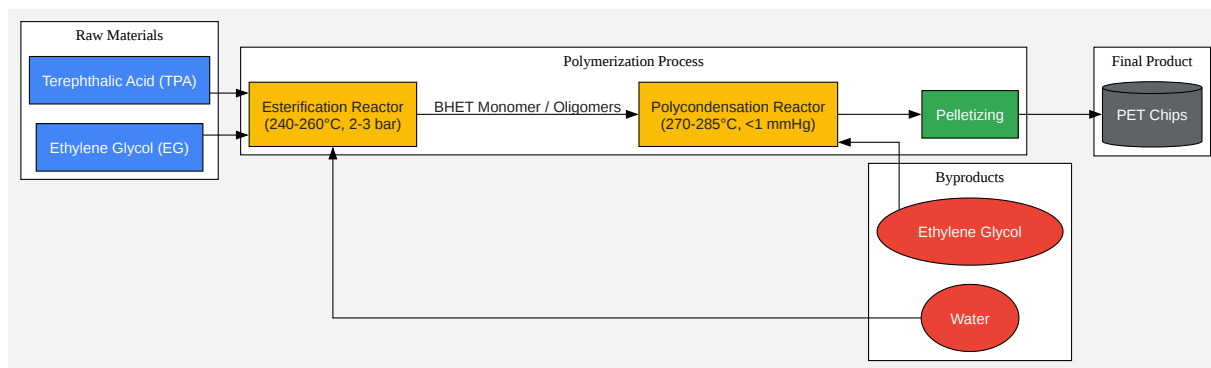 Raw Materials
Terephthalic Acid (TPA)
Ethylene Glycol (EG)
Polymerization Process
Esterification Reactor
(240-260°C, 2-3 bar)
BHET Monomer / Oligomers
Polycondensation Reactor
(270-285°C, <1 mmHg)
Pelletizing
Final Product
PET Chips
Byproducts
Ethylene Glycol
Water